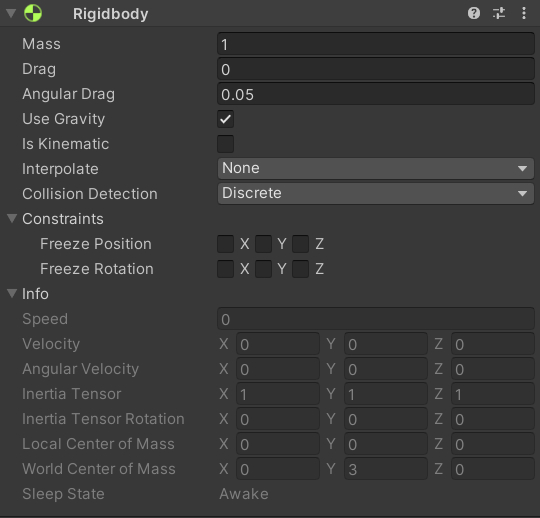 Rigidbody
Mass 1
Drag 0
Angular Drag 0.05
Use Gravity
Is Kinematic
Interpolate None
Collision Detection Discrete
Constraints
Freeze Position X Y Z
Freeze Rotation X Y Z
Info
Speed 0
Velocity X 0 Y 0 Z 0
Angular Velocity X 0 Y 0 Z 0
Inertia Tensor X 1 Y 1 Z 1
Inertia Tensor Rotation X 0 Y 0 Z 0
Local Center of Mass X 0 Y 0 Z 0
World Center of Mass X 0 Y 3 Z 0
Sleep State Awake